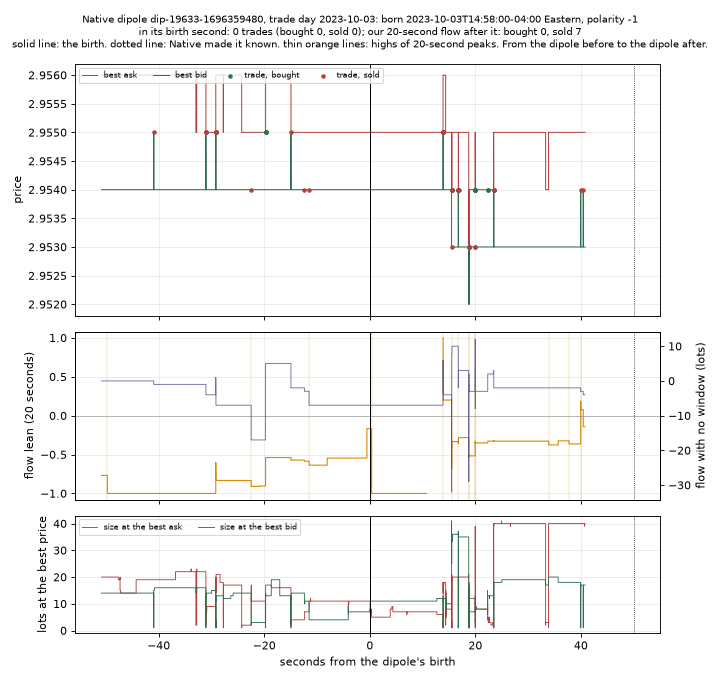 Native dipole dip-19633-1696359480, trade day 2023-10-03: born 2023-10-03T14:58:00-04:00 Eastern, polarity -1
in its birth second: 0 trades (bought 0, sold 0); our 20-second flow after it: bought 0, sold 7
solid line: the birth. dotted line: Native made it known. thin orange lines: highs of 20-second peaks. From the dipole before to the dipole after.
best ask best bid trade, bought trade, sold
2.9560
2.9555
2.9550
2.9545
2.9540
2.9535
2.9530
2.9525
2.9520
price
1.0
0.5
0.0
−0.5
−1.0
flow lean (20 seconds)
10
0
−10
−20
−30
flow with no window (lots)
size at the best ask size at the best bid
40
30
20
10
0
lots at the best price
−40 −20 0 20 40
seconds from the dipole's birth